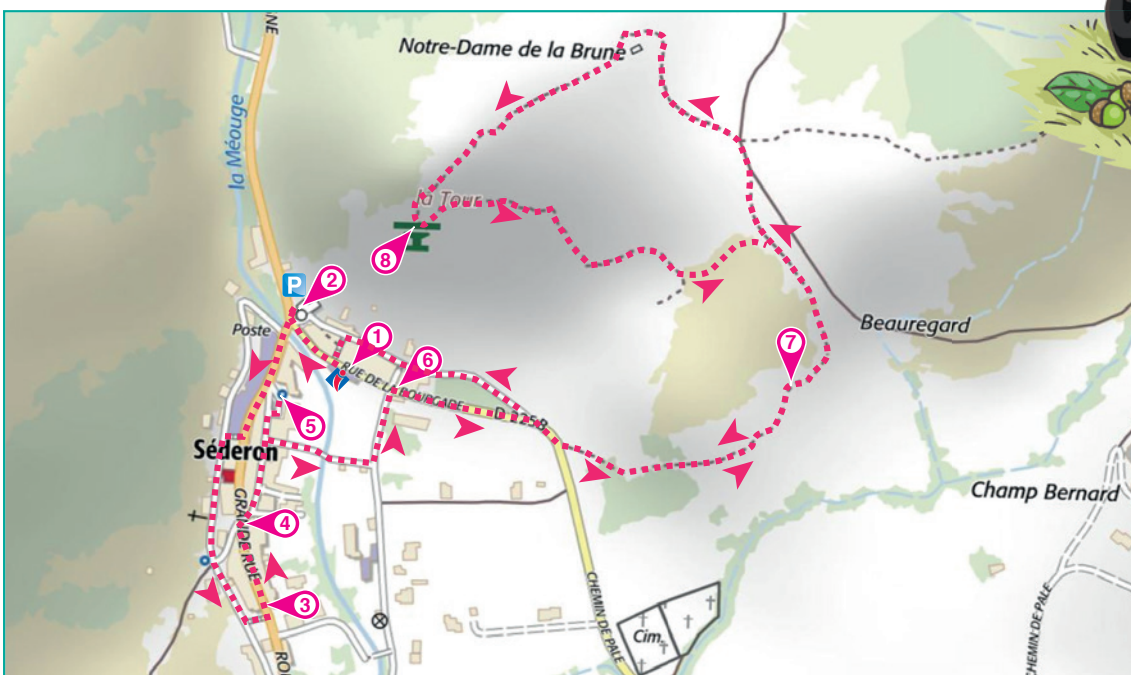 NE
Notre-Dame de la Brune
la Méouge
la Tour
8
P
2
Poste
1
6
RUE DE LA BOURGADE
D 225B
7
Beauregard
5
Séderon
Champ Bernard
GRANDE RUE
4
3
CHEMIN DE PALE
Cim.
CHEMIN DE PALE